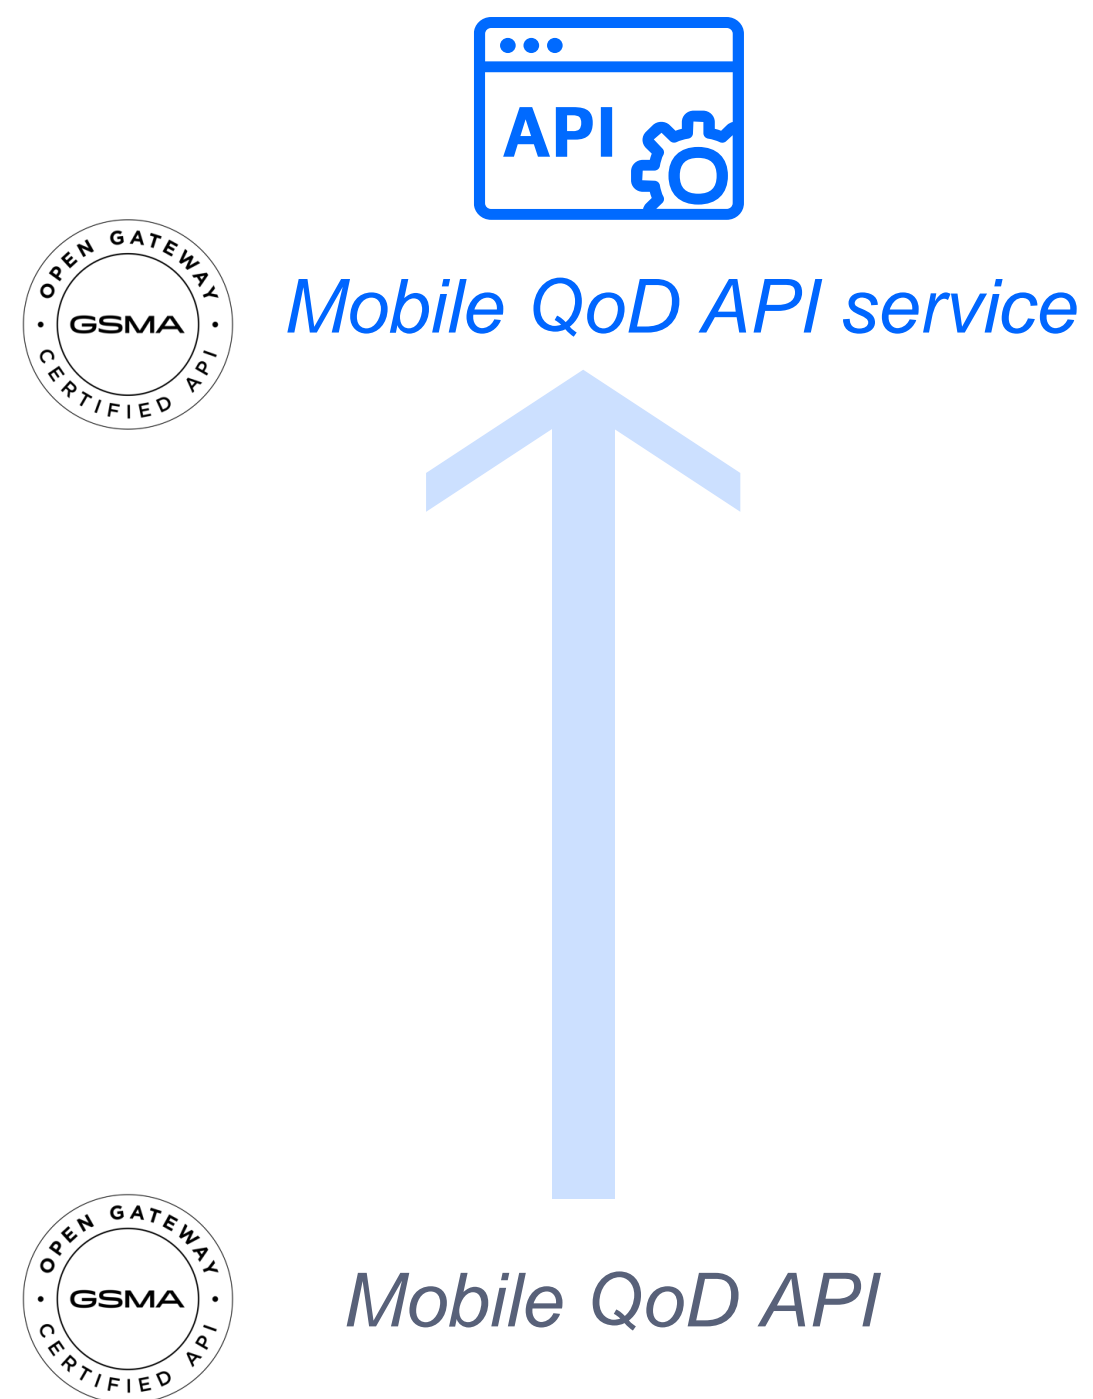 API
OPEN GATEWAY
GSMA
CERTIFIED API
Mobile QoD API service
OPEN GATEWAY
GSMA
CERTIFIED API
Mobile QoD API